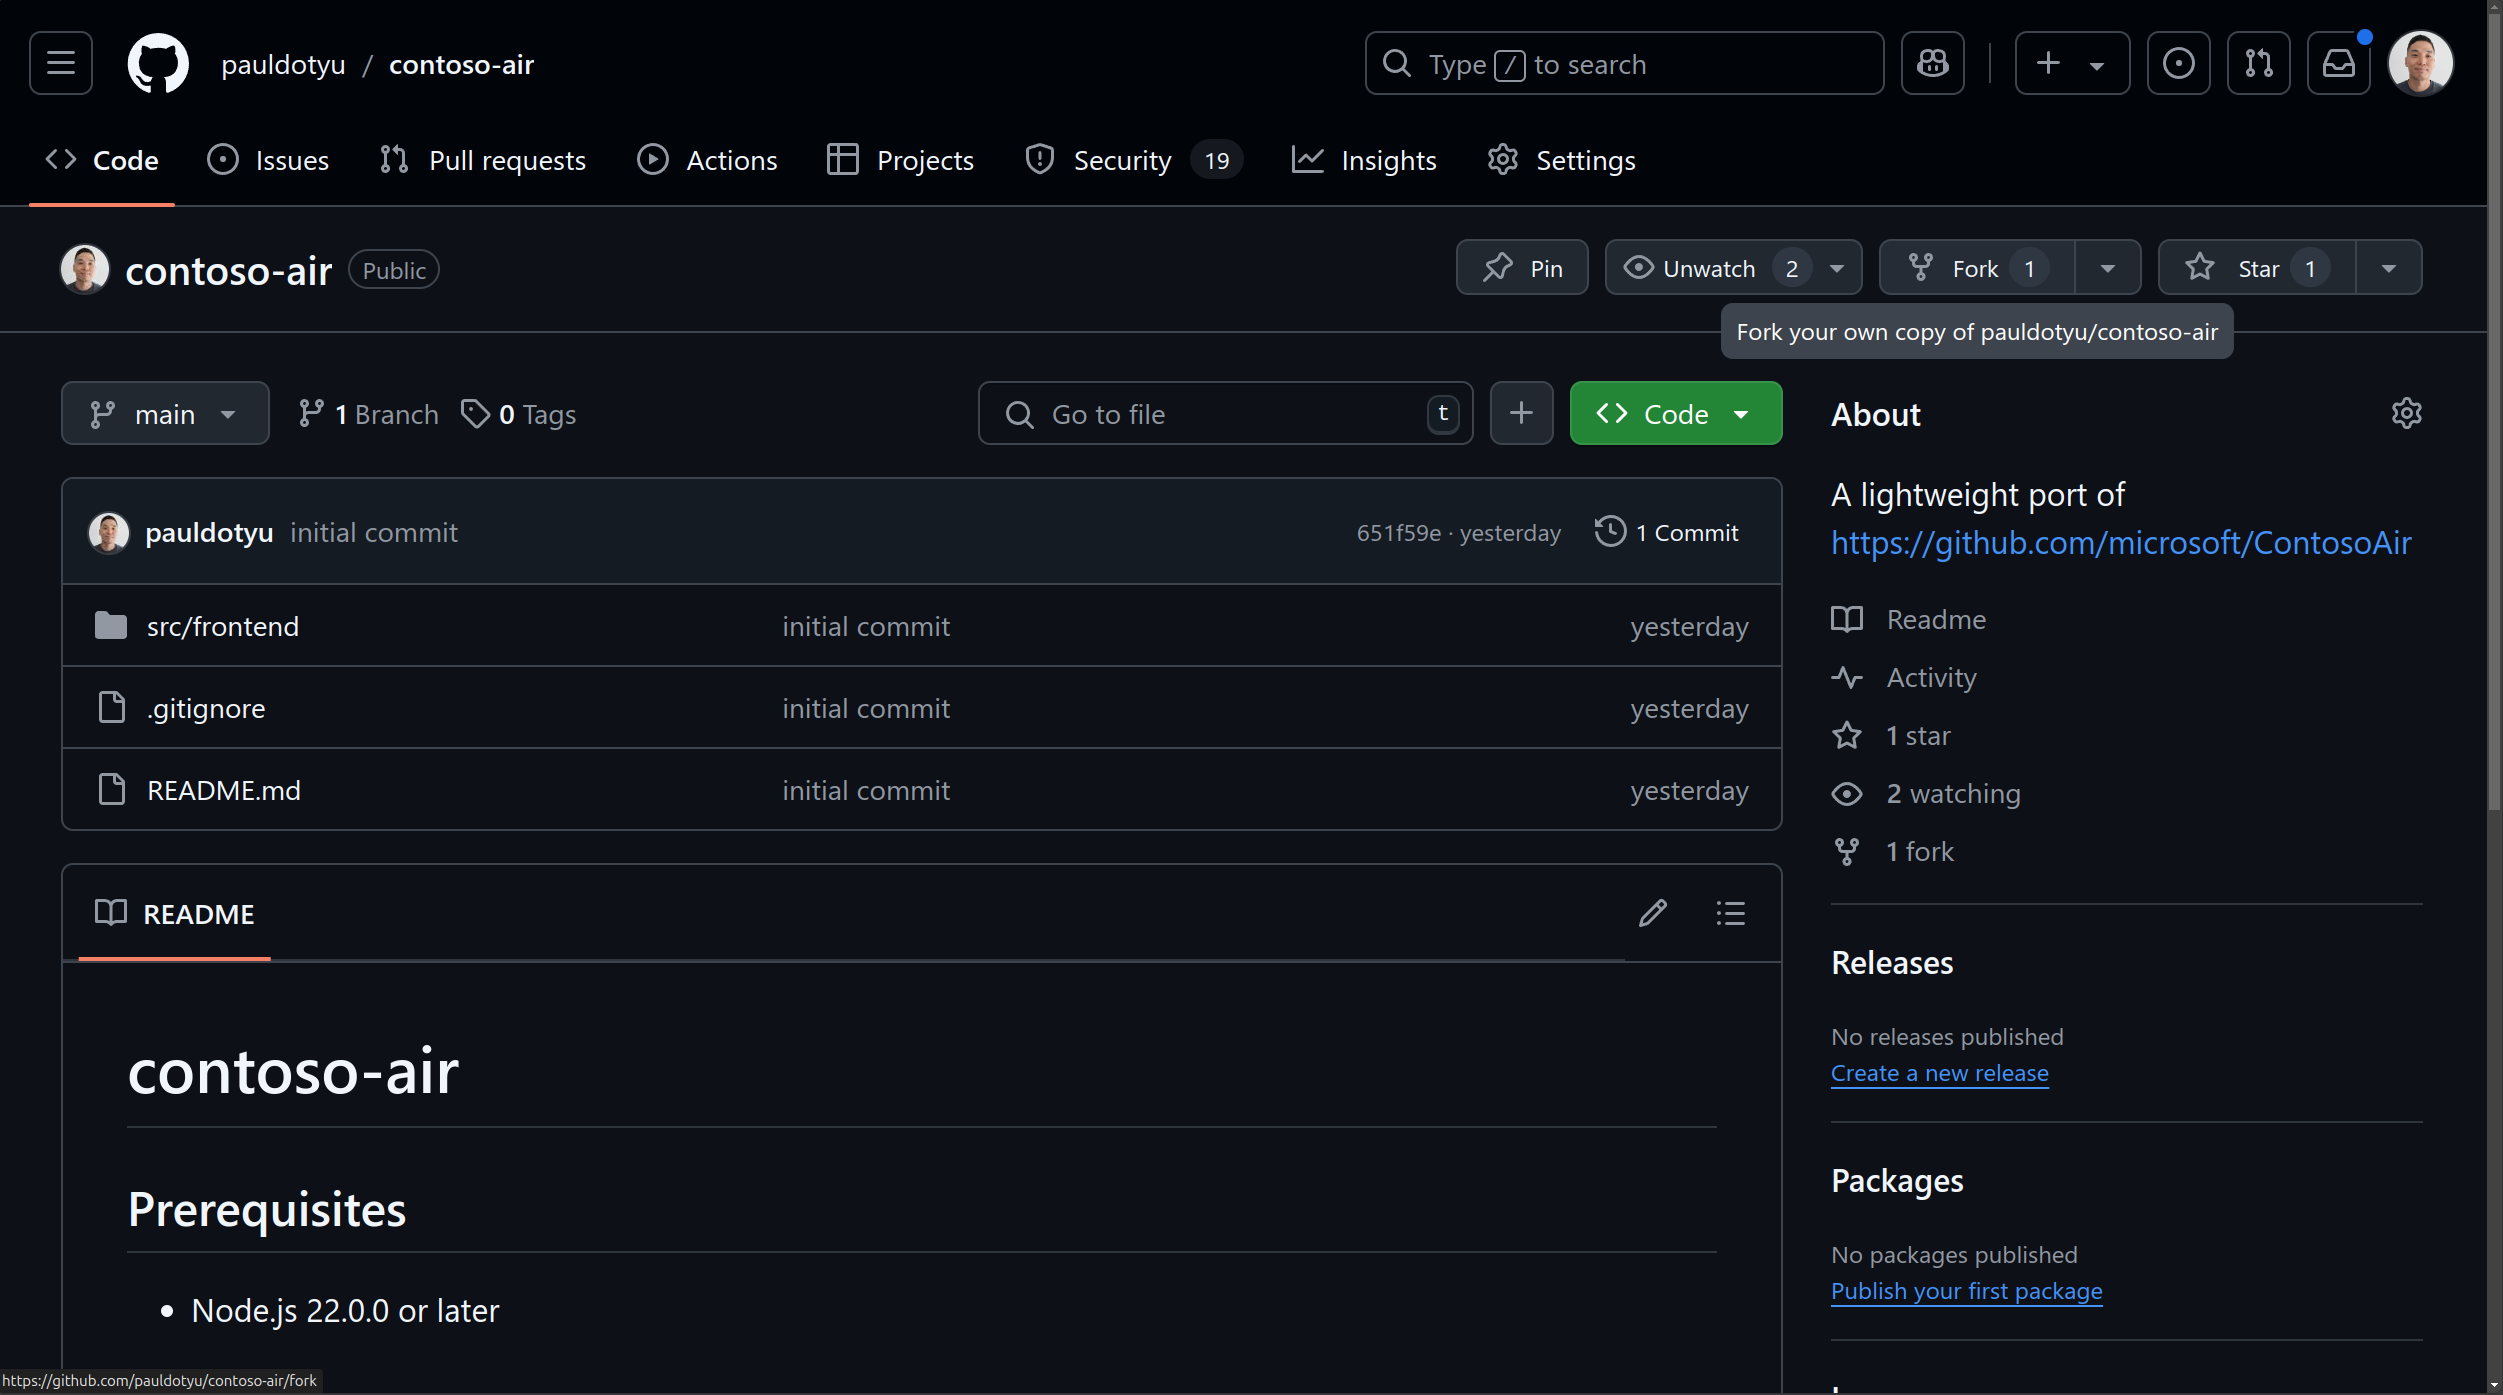 pauldotyu / contoso-air
Type / to search
Code
Issues
Pull requests
Actions
Projects
Security 19
Insights
Settings
contoso-air Public
Pin
Unwatch 2
Fork 1
Star 1
Fork your own copy of pauldotyu/contoso-air
main
1 Branch
0 Tags
Go to file t
Code
pauldotyu initial commit 651f59e · yesterday 1 Commit
src/frontend initial commit yesterday
.gitignore initial commit yesterday
README.md initial commit yesterday
README
contoso-air
Prerequisites
• Node.js 22.0.0 or later
About
A lightweight port of
https://github.com/microsoft/ContosoAir
Readme
Activity
1 star
2 watching
1 fork
Releases
No releases published
Create a new release
Packages
No packages published
Publish your first package
https://github.com/pauldotyu/contoso-air/fork